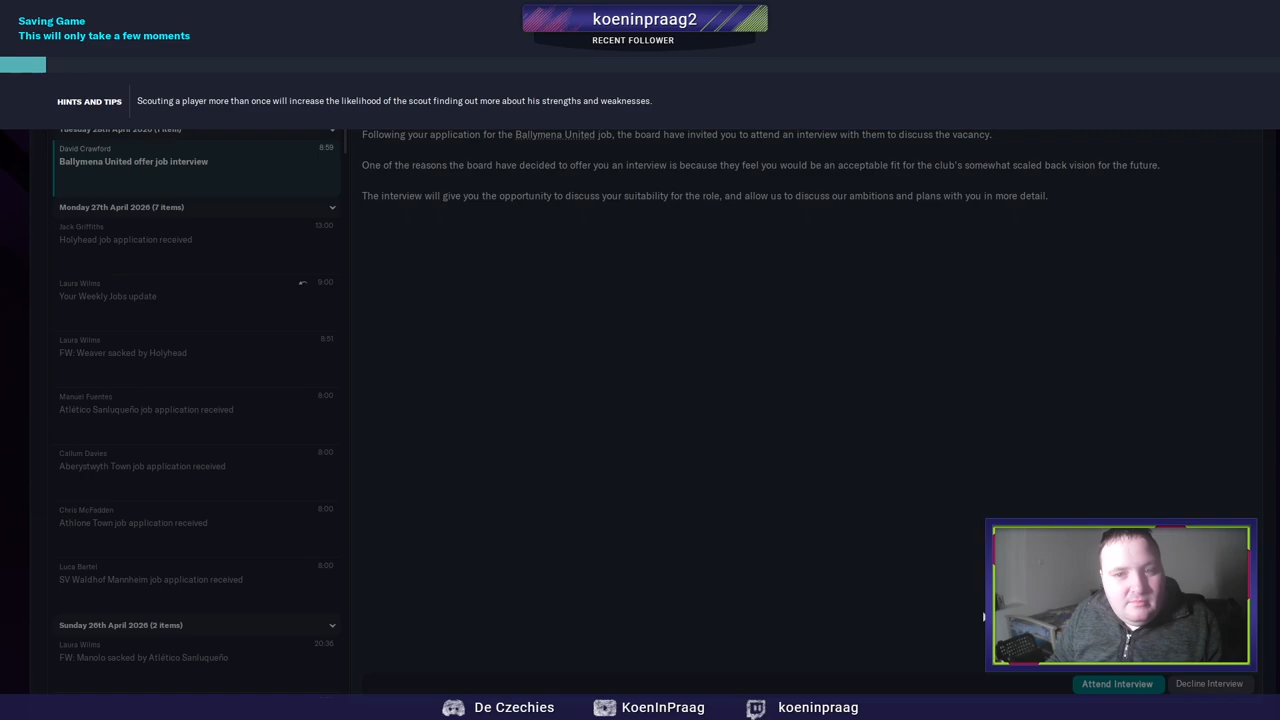 Saving Game
This will only take a few moments
koeninpraag2
RECENT FOLLOWER
HINTS AND TIPS
Scouting a player more than once will increase the likelihood of the scout finding out more about his strengths and weaknesses.
Tuesday 28th April 2026 (1 item)
David Crawford 8:59
Ballymena United offer job interview
Monday 27th April 2026 (7 items)
Jack Griffiths 13:00
Holyhead job application received
Laura Wilms 9:00
Your Weekly Jobs update
Laura Wilms 8:51
FW: Weaver sacked by Holyhead
Manuel Fuentes 8:00
Atlético Sanluqueño job application received
Callum Davies 8:00
Aberystwyth Town job application received
Chris McFadden 8:00
Athlone Town job application received
Luca Bartel 8:00
SV Waldhof Mannheim job application received
Sunday 26th April 2026 (2 items)
Laura Wilms 20:36
FW: Manolo sacked by Atlético Sanluqueño
Following your application for the Ballymena United job, the board have invited you to attend an interview with them to discuss the vacancy.
One of the reasons the board have decided to offer you an interview is because they feel you would be an acceptable fit for the club's somewhat scaled back vision for the future.
The interview will give you the opportunity to discuss your suitability for the role, and allow us to discuss our ambitions and plans with you in more detail.
Attend Interview Decline Interview
De Czechies KoenInPraag koeninpraag